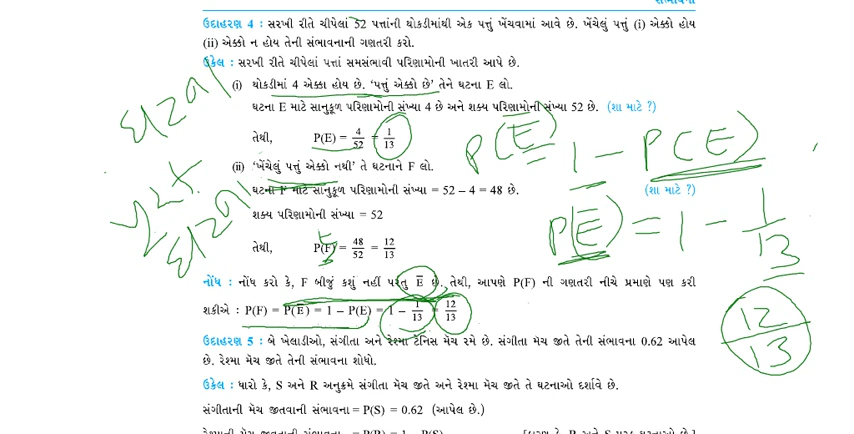 સંભાવના
ઉદાહરણ 4 : સરખી રીતે ચીપેલાં 52 પત્તાંની થોકડીમાંથી એક પત્તું ખેંચવામાં આવે છે. ખેંચેલું પત્તું (i) એક્કો હોય
(ii) એક્કો ન હોય તેની સંભાવનાની ગણતરી કરો.
ઉકેલ : સરખી રીતે ચીપેલાં પત્તાં સમસંભાવી પરિણામોની ખાતરી આપે છે.
(i) થોકડીમાં 4 એક્કા હોય છે. ‘પત્તું એક્કો છે’ તેને ઘટના E લો.
ઘટના E માટે સાનુકૂળ પરિણામોની સંખ્યા 4 છે અને શક્ય પરિણામોની સંખ્યા 52 છે. (શા માટે ?)
તેથી, P(E) = 4/52 = 1/13
P(E̅) 1 – P(E)
(ii) ‘ખેંચેલું પત્તું એક્કો નથી’ તે ઘટનાને F લો.
ઘટના F માટે સાનુકૂળ પરિણામોની સંખ્યા = 52 – 4 = 48 છે. (શા માટે ?)
શક્ય પરિણામોની સંખ્યા = 52
P(E̅) = 1 – 1/13
તેથી, P(F) = 48/52 = 12/13
નોંધ : નોંધ કરો કે, F બીજું કશું નહીં પરંતુ E̅ છે. તેથી, આપણે P(F) ની ગણતરી નીચે પ્રમાણે પણ કરી
શકીએ : P(F) = P(E̅) = 1 – P(E) = 1 – 1/13 = 12/13
12/13
ઉદાહરણ 5 : બે ખેલાડીઓ, સંગીતા અને રેશ્મા ટેનિસ મૅચ રમે છે. સંગીતા મૅચ જીતે તેની સંભાવના 0.62 આપેલ
છે. રેશ્મા મૅચ જીતે તેની સંભાવના શોધો.
ઉકેલ : ધારો કે, S અને R અનુક્રમે સંગીતા મૅચ જીતે અને રેશ્મા મૅચ જીતે તે ઘટનાઓ દર્શાવે છે.
સંગીતાની મૅચ જીતવાની સંભાવના = P(S) = 0.62 (આપેલ છે.)